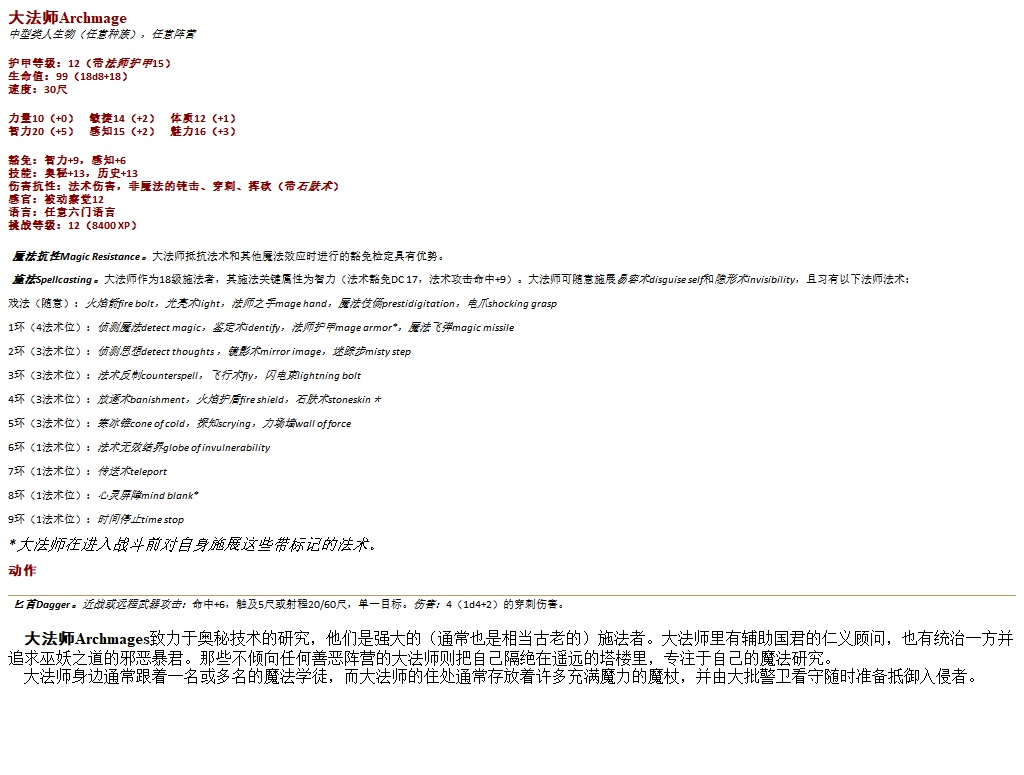 大法师Archmage
中型类人生物（任意种族），任意阵营
护甲等级：12（带法师护甲15）
生命值：99（18d8+18）
速度：30尺
力量10（+0） 敏捷14（+2） 体质12（+1）
智力20（+5） 感知15（+2） 魅力16（+3）
豁免：智力+9，感知+6
技能：奥秘+13，历史+13
伤害抗性：法术伤害，非魔法的钝击、穿刺、挥砍（带石肤术）
感官：被动察觉12
语言：任意六门语言
挑战等级：12（8400 XP）
魔法抗性Magic Resistance。大法师抵抗法术和其他魔法效应时进行的豁免检定具有优势。
施法Spellcasting。大法师作为18级施法者，其施法关键属性为智力（法术豁免DC 17，法术攻击命中+9）。大法师可随意施展易容术disguise self和隐形术invisibility，且习有以下法师法术：
戏法（随意）：火焰箭fire bolt，光亮术light，法师之手mage hand，魔法伎俩prestidigitation，电爪shocking grasp
1环（4法术位）：侦测魔法detect magic，鉴定术identify，法师护甲mage armor*，魔法飞弹magic missile
2环（3法术位）：侦测思想detect thoughts，镜影术mirror image，迷踪步misty step
3环（3法术位）：法术反制counterspell，飞行术fly，闪电束lightning bolt
4环（3法术位）：放逐术banishment，火焰护盾fire shield，石肤术stoneskin *
5环（3法术位）：寒冰锥cone of cold，探知scrying，力场墙wall of force
6环（1法术位）：法术无效结界globe of invulnerability
7环（1法术位）：传送术teleport
8环（1法术位）：心灵屏障mind blank*
9环（1法术位）：时间停止time stop
*大法师在进入战斗前对自身施展这些带标记的法术。
动作
匕首Dagger。近战或远程武器攻击：命中+6，触及5尺或射程20/60尺，单一目标。伤害：4（1d4+2）的穿刺伤害。
大法师Archmages致力于奥秘技术的研究，他们是强大的（通常也是相当古老的）施法者。大法师里有辅助国君的仁义顾问，也有统治一方并
追求巫妖之道的邪恶暴君。那些不倾向任何善恶阵营的大法师则把自己隔绝在遥远的塔楼里，专注于自己的魔法研究。
大法师身边通常跟着一名或多名的魔法学徒，而大法师的住处通常存放着许多充满魔力的魔杖，并由大批警卫看守随时准备抵御入侵者。